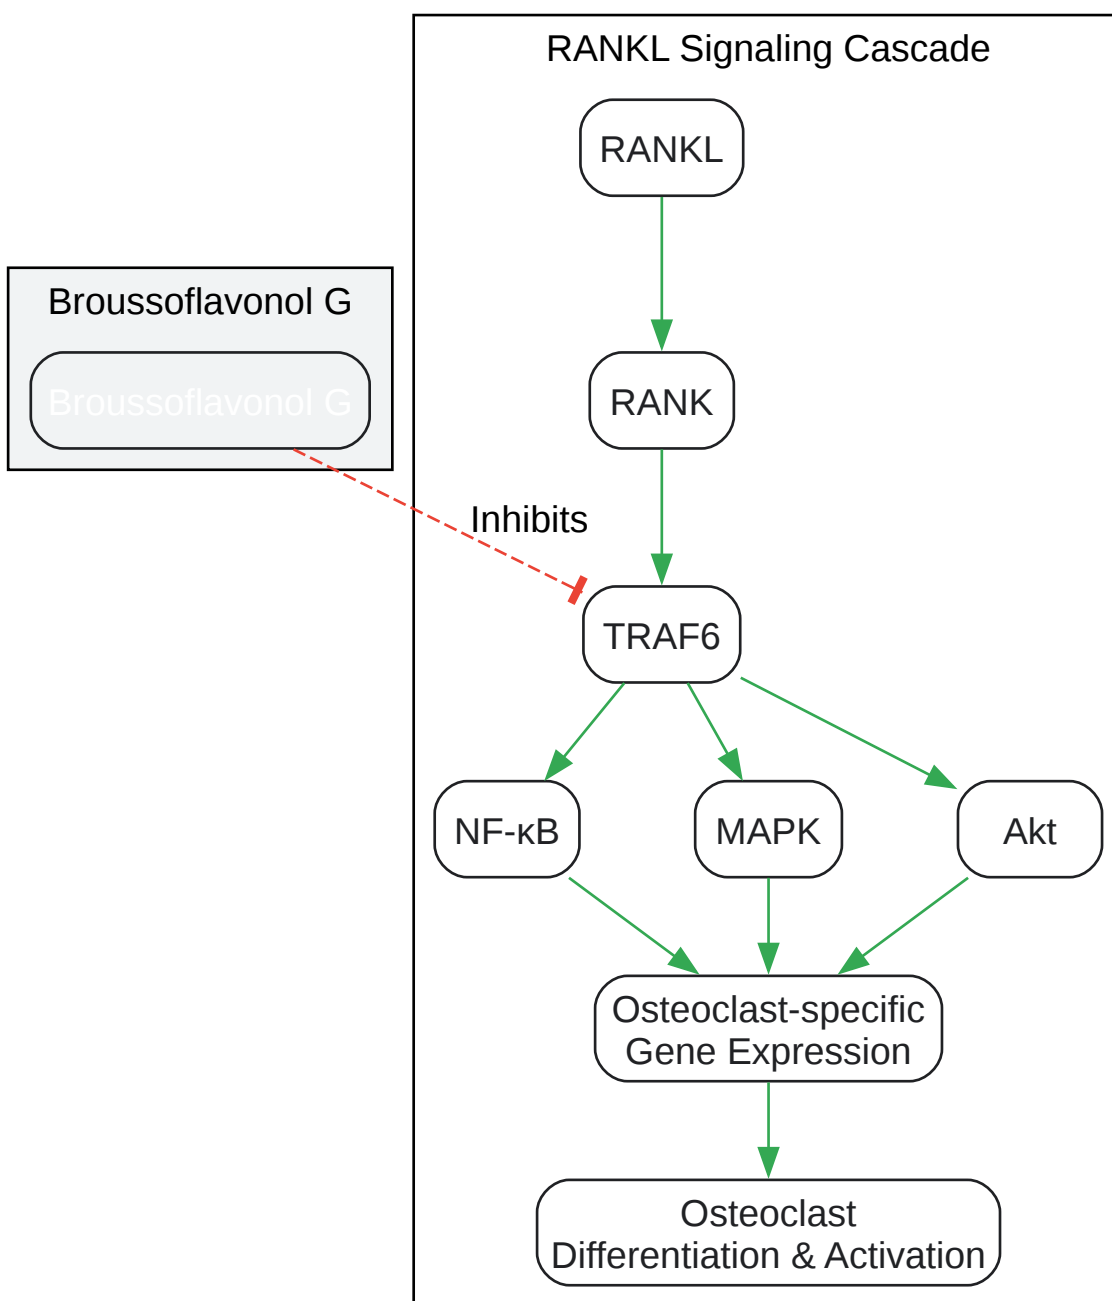 RANKL Signaling Cascade
RANKL
Broussoflavonol G
Broussoflavonol G
RANK
Inhibits
TRAF6
NF-κB
MAPK
Akt
Osteoclast-specific
Gene Expression
Osteoclast
Differentiation & Activation